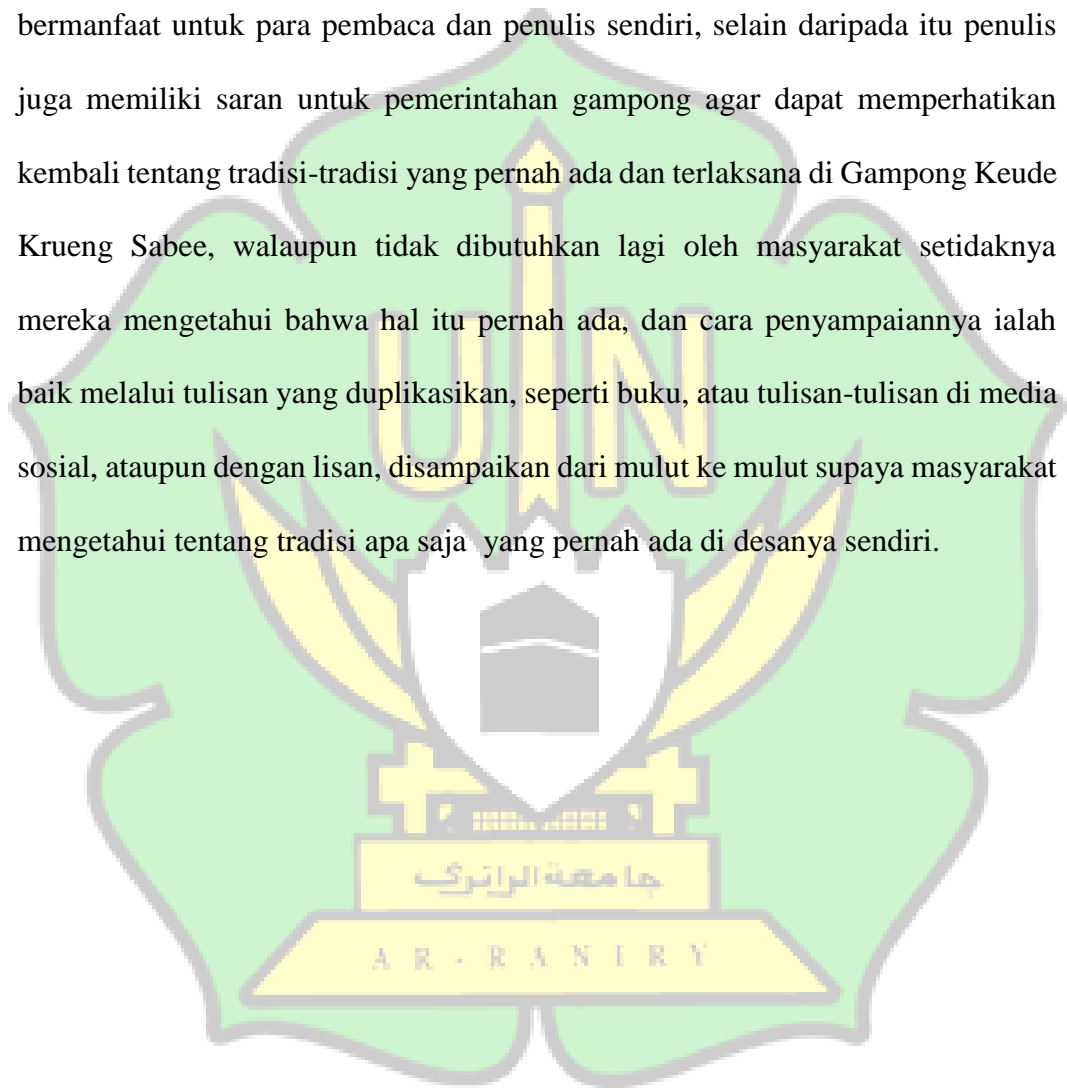 bermanfaat untuk para pembaca dan penulis sendiri, selain daripada itu penulis
juga memiliki saran untuk pemerintahan gampong agar dapat memperhatikan
kembali tentang tradisi-tradisi yang pernah ada dan terlaksana di Gampong Keude
Krueng Sabee, walaupun tidak dibutuhkan lagi oleh masyarakat setidaknya
mereka mengetahui bahwa hal itu pernah ada, dan cara penyampaiannya ialah
baik melalui tulisan yang duplikasikan, seperti buku, atau tulisan-tulisan di media
sosial, ataupun dengan lisan, disampaikan dari mulut ke mulut supaya masyarakat
mengetahui tentang tradisi apa saja yang pernah ada di desanya sendiri.
UIN
جامعة الرانري
AR-RANIRY